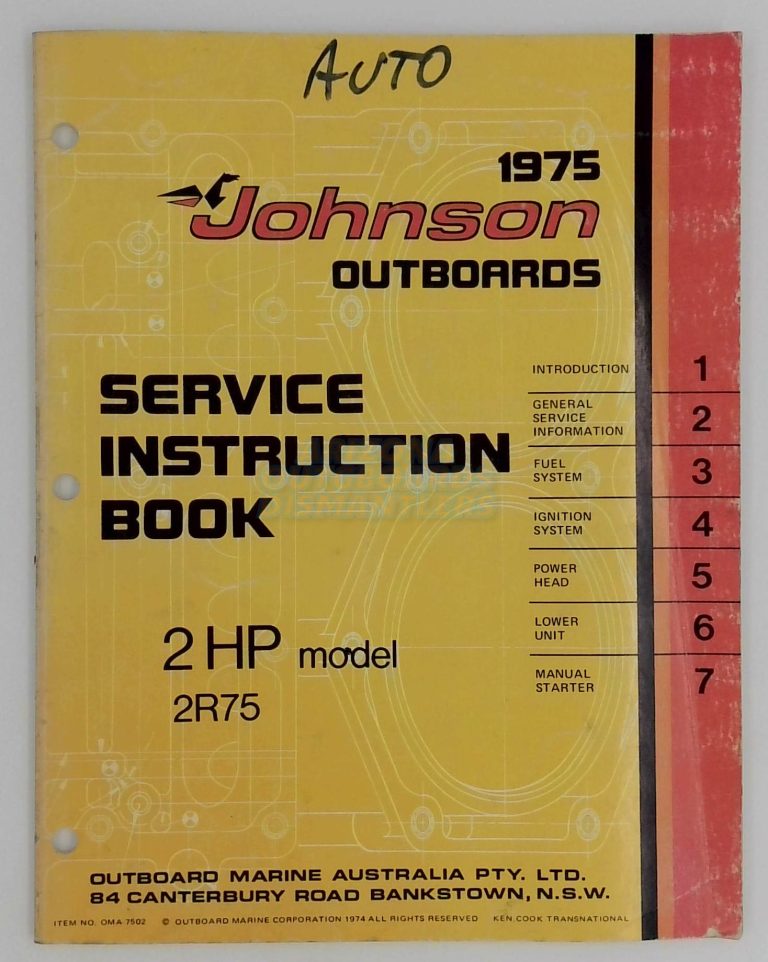 AUTO
1975
Johnson
OUTBOARDS
SERVICE
INSTRUCTION
BOOK
2 HP model
2R75
INTRODUCTION 1
GENERAL
SERVICE
INFORMATION 2
FUEL
SYSTEM 3
IGNITION
SYSTEM 4
POWER
HEAD 5
LOWER
UNIT 6
MANUAL
STARTER 7
OUTBOARD MARINE AUSTRALIA PTY. LTD.
84 CANTERBURY ROAD BANKSTOWN, N.S.W.
ITEM NO. OMA 7502 © OUTBOARD MARINE CORPORATION 1974 ALL RIGHTS RESERVED KEN COOK TRANSNATIONAL